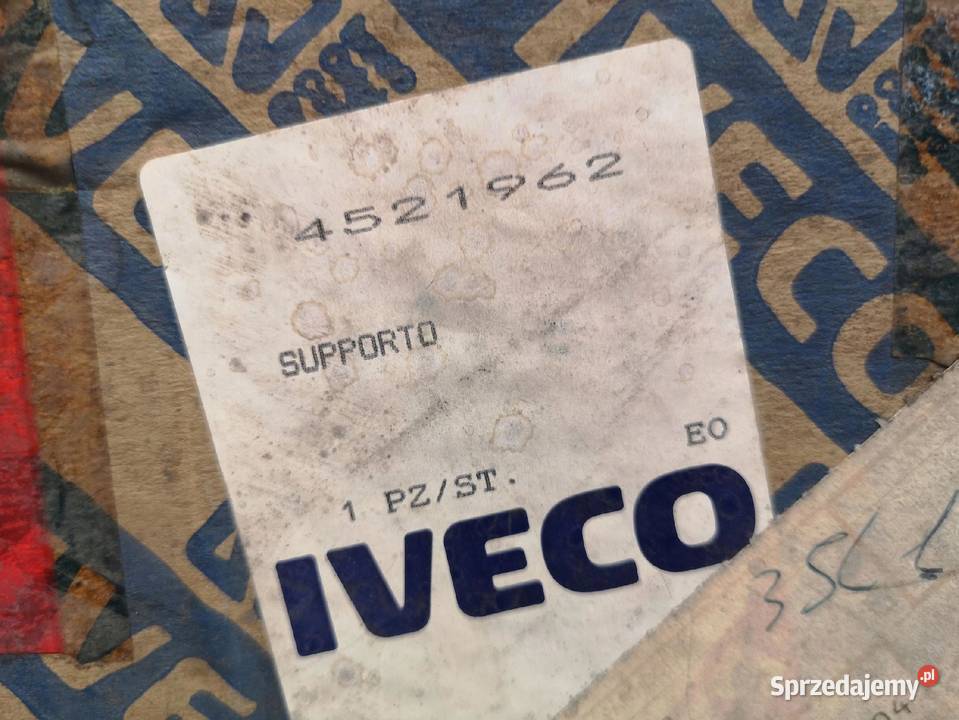 4521962
SUPPORTO
EO
1 PZ/ST.
IVECO
Sprzedajemy.pl